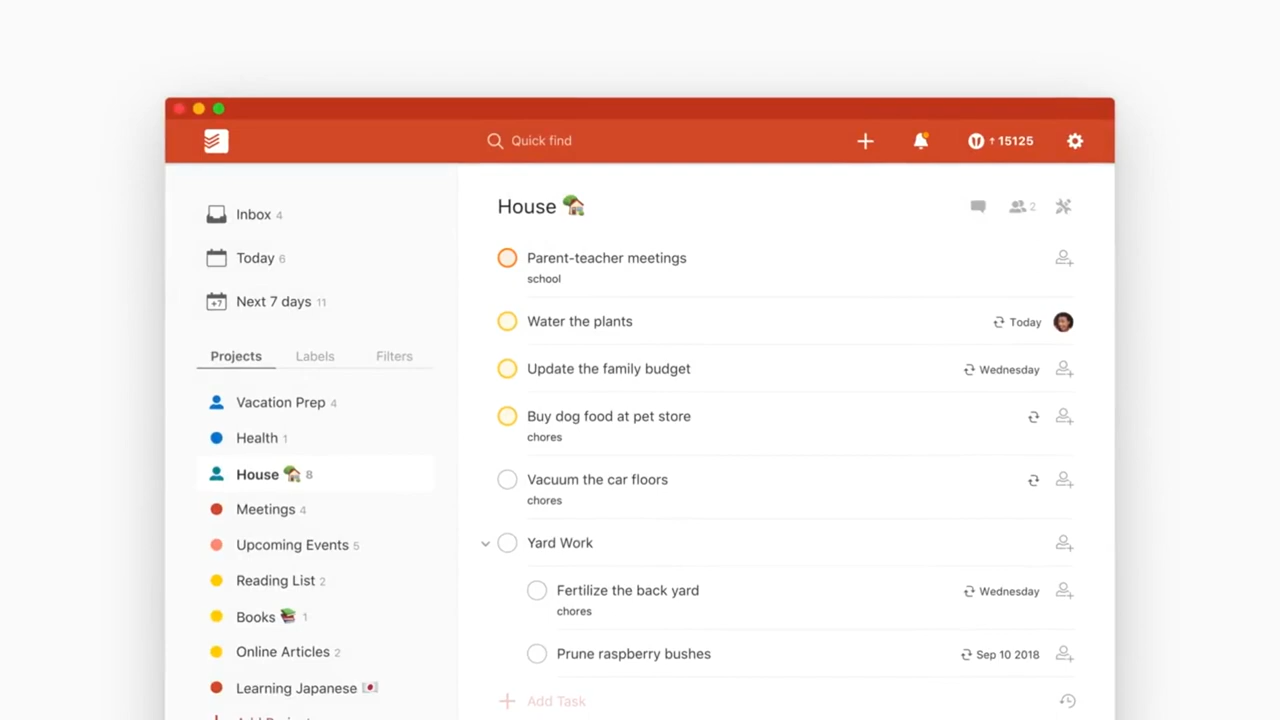 Quick find
↑15125
Inbox 4
Today 6
+7 Next 7 days 11
Projects Labels Filters
Vacation Prep 4
Health 1
House 🏡 8
Meetings 4
Upcoming Events 5
Reading List 2
Books 📚 1
Online Articles 2
Learning Japanese 🇯🇵
House 🏡
2
Parent-teacher meetings
school
Water the plants Today
Update the family budget Wednesday
Buy dog food at pet store
chores
Vacuum the car floors
chores
Yard Work
Fertilize the back yard Wednesday
chores
Prune raspberry bushes Sep 10 2018
Add Task